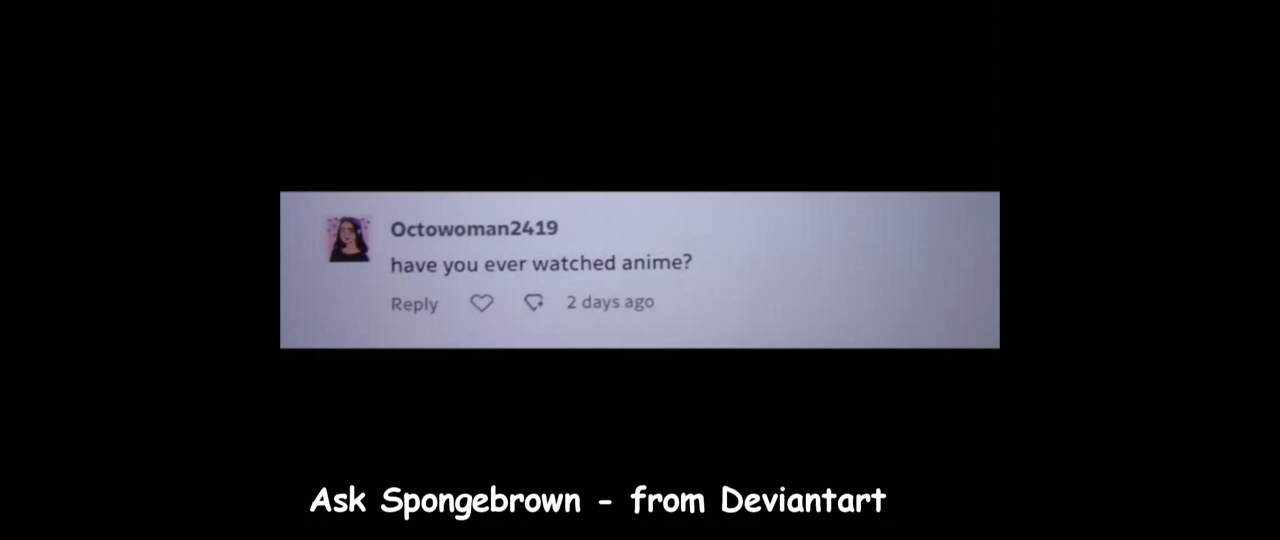 Octowoman2419
have you ever watched anime?
Reply 2 days ago
Ask Spongebrown - from Deviantart